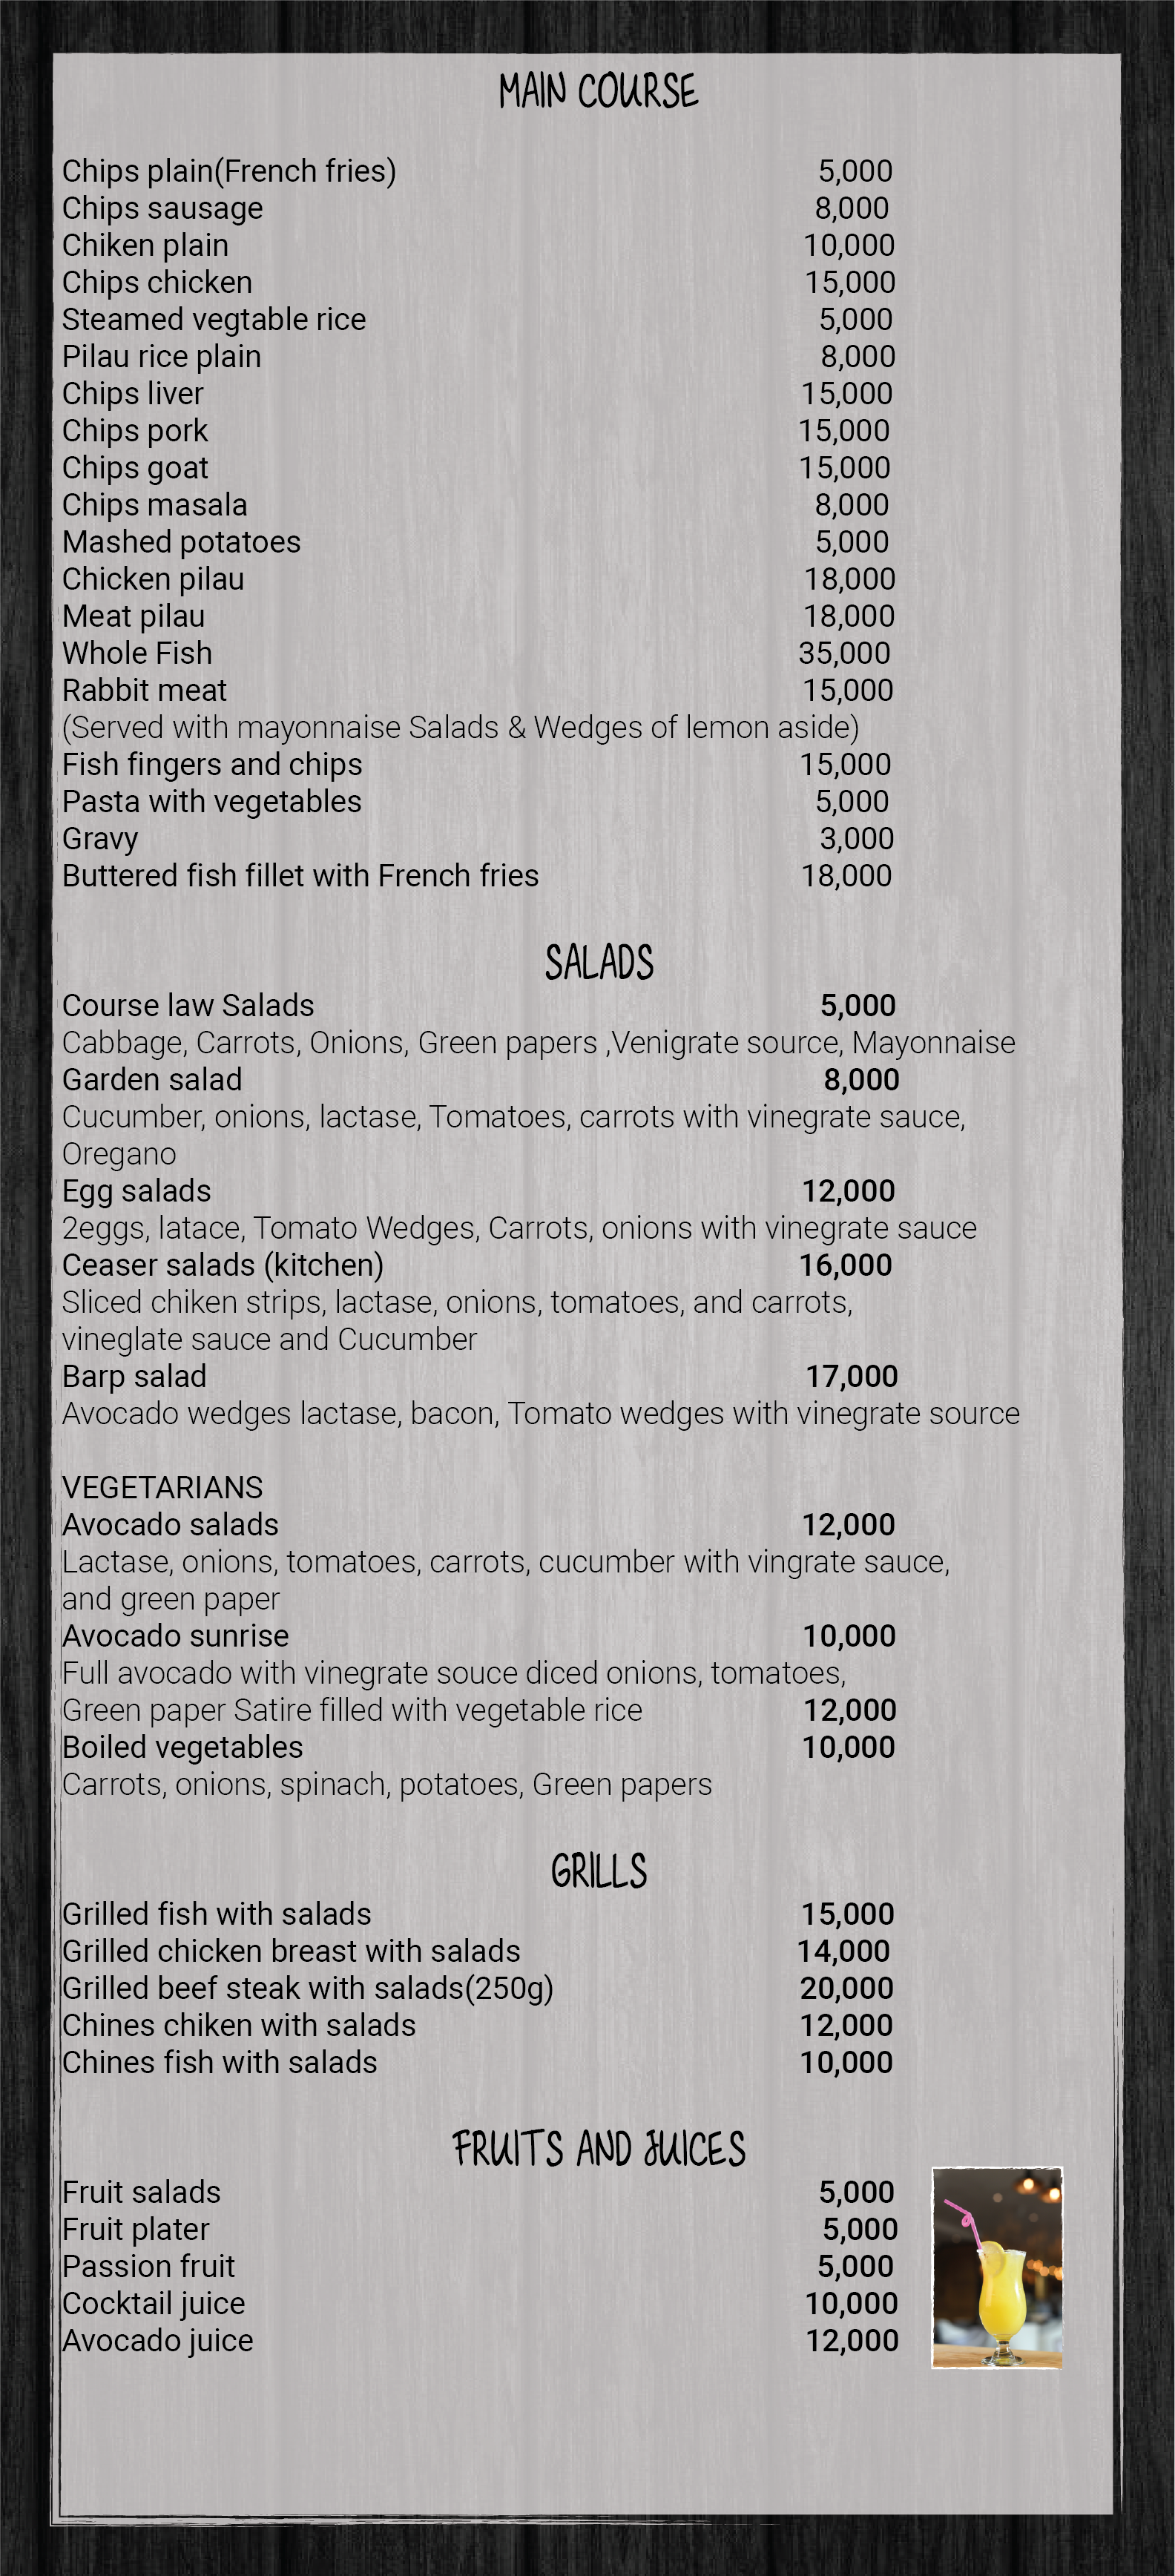 MAIN COURSE
Chips plain(French fries) 5,000
Chips sausage 8,000
Chiken plain 10,000
Chips chicken 15,000
Steamed vegtable rice 5,000
Pilau rice plain 8,000
Chips liver 15,000
Chips pork 15,000
Chips goat 15,000
Chips masala 8,000
Mashed potatoes 5,000
Chicken pilau 18,000
Meat pilau 18,000
Whole Fish 35,000
Rabbit meat 15,000
(Served with mayonnaise Salads & Wedges of lemon aside)
Fish fingers and chips 15,000
Pasta with vegetables 5,000
Gravy 3,000
Buttered fish fillet with French fries 18,000
SALADS
Course law Salads 5,000
Cabbage, Carrots, Onions, Green papers ,Venigrate source, Mayonnaise
Garden salad 8,000
Cucumber, onions, lactase, Tomatoes, carrots with vinegrate sauce,
Oregano
Egg salads 12,000
2eggs, latace, Tomato Wedges, Carrots, onions with vinegrate sauce
Ceaser salads (kitchen) 16,000
Sliced chiken strips, lactase, onions, tomatoes, and carrots,
vineglate sauce and Cucumber
Barp salad 17,000
Avocado wedges lactase, bacon, Tomato wedges with vinegrate source
VEGETARIANS
Avocado salads 12,000
Lactase, onions, tomatoes, carrots, cucumber with vingrate sauce,
and green paper
Avocado sunrise 10,000
Full avocado with vinegrate souce diced onions, tomatoes,
Green paper Satire filled with vegetable rice 12,000
Boiled vegetables 10,000
Carrots, onions, spinach, potatoes, Green papers
GRILLS
Grilled fish with salads 15,000
Grilled chicken breast with salads 14,000
Grilled beef steak with salads(250g) 20,000
Chines chiken with salads 12,000
Chines fish with salads 10,000
FRUITS AND JUICES
Fruit salads 5,000
Fruit plater 5,000
Passion fruit 5,000
Cocktail juice 10,000
Avocado juice 12,000